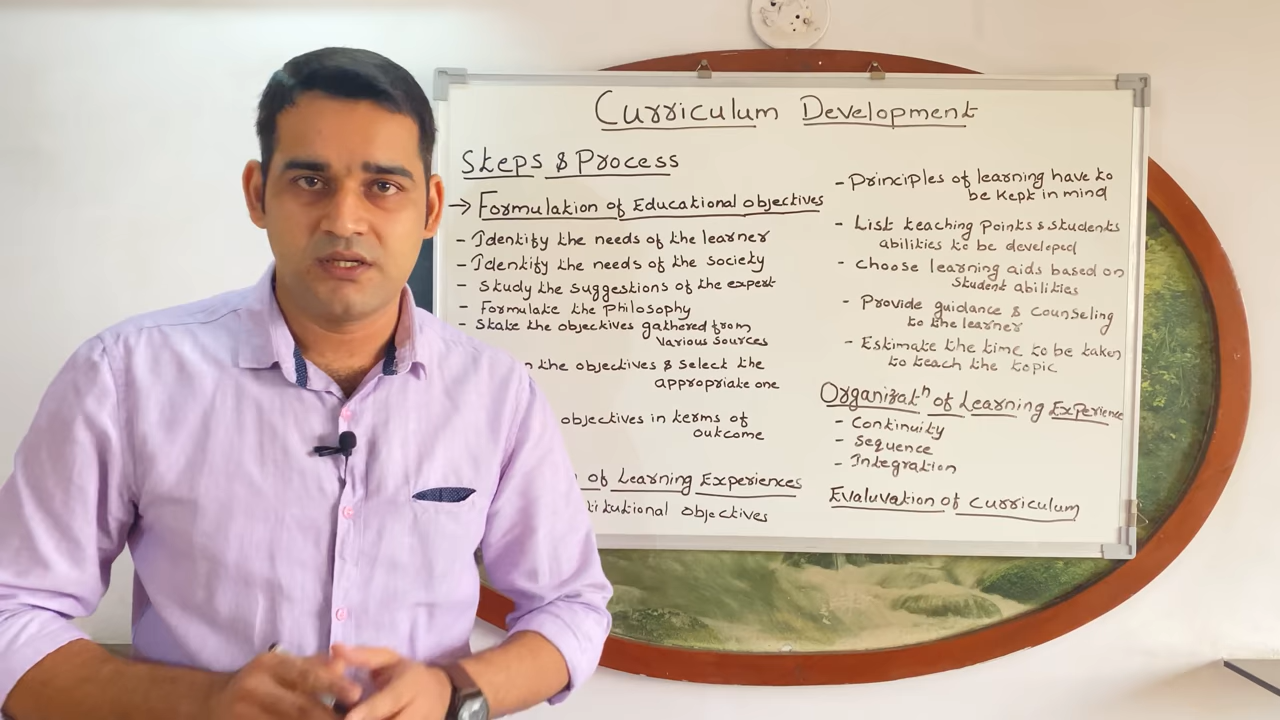 Curriculum Development
Steps & Process
→ Formulation of Educational objectives
- Identify the needs of the learner
- Identify the needs of the society
- Study the suggestions of the expert
- Formulate the Philosophy
- State the objectives gathered from
Various sources
the objectives & select the
appropriate one
objectives in terms of
outcome
of Learning Experiences
objectives
- Principles of learning have to
be kept in mind
- List teaching Points & students
abilities to be developed
- choose learning aids based on
student abilities
- Provide guidance & counseling
to the learner
- Estimate the time to be taken
to teach the topic
Organizatⁿ of Learning Experience
- Continuity
- Sequence
- Integration
Evaluvation of Curriculum